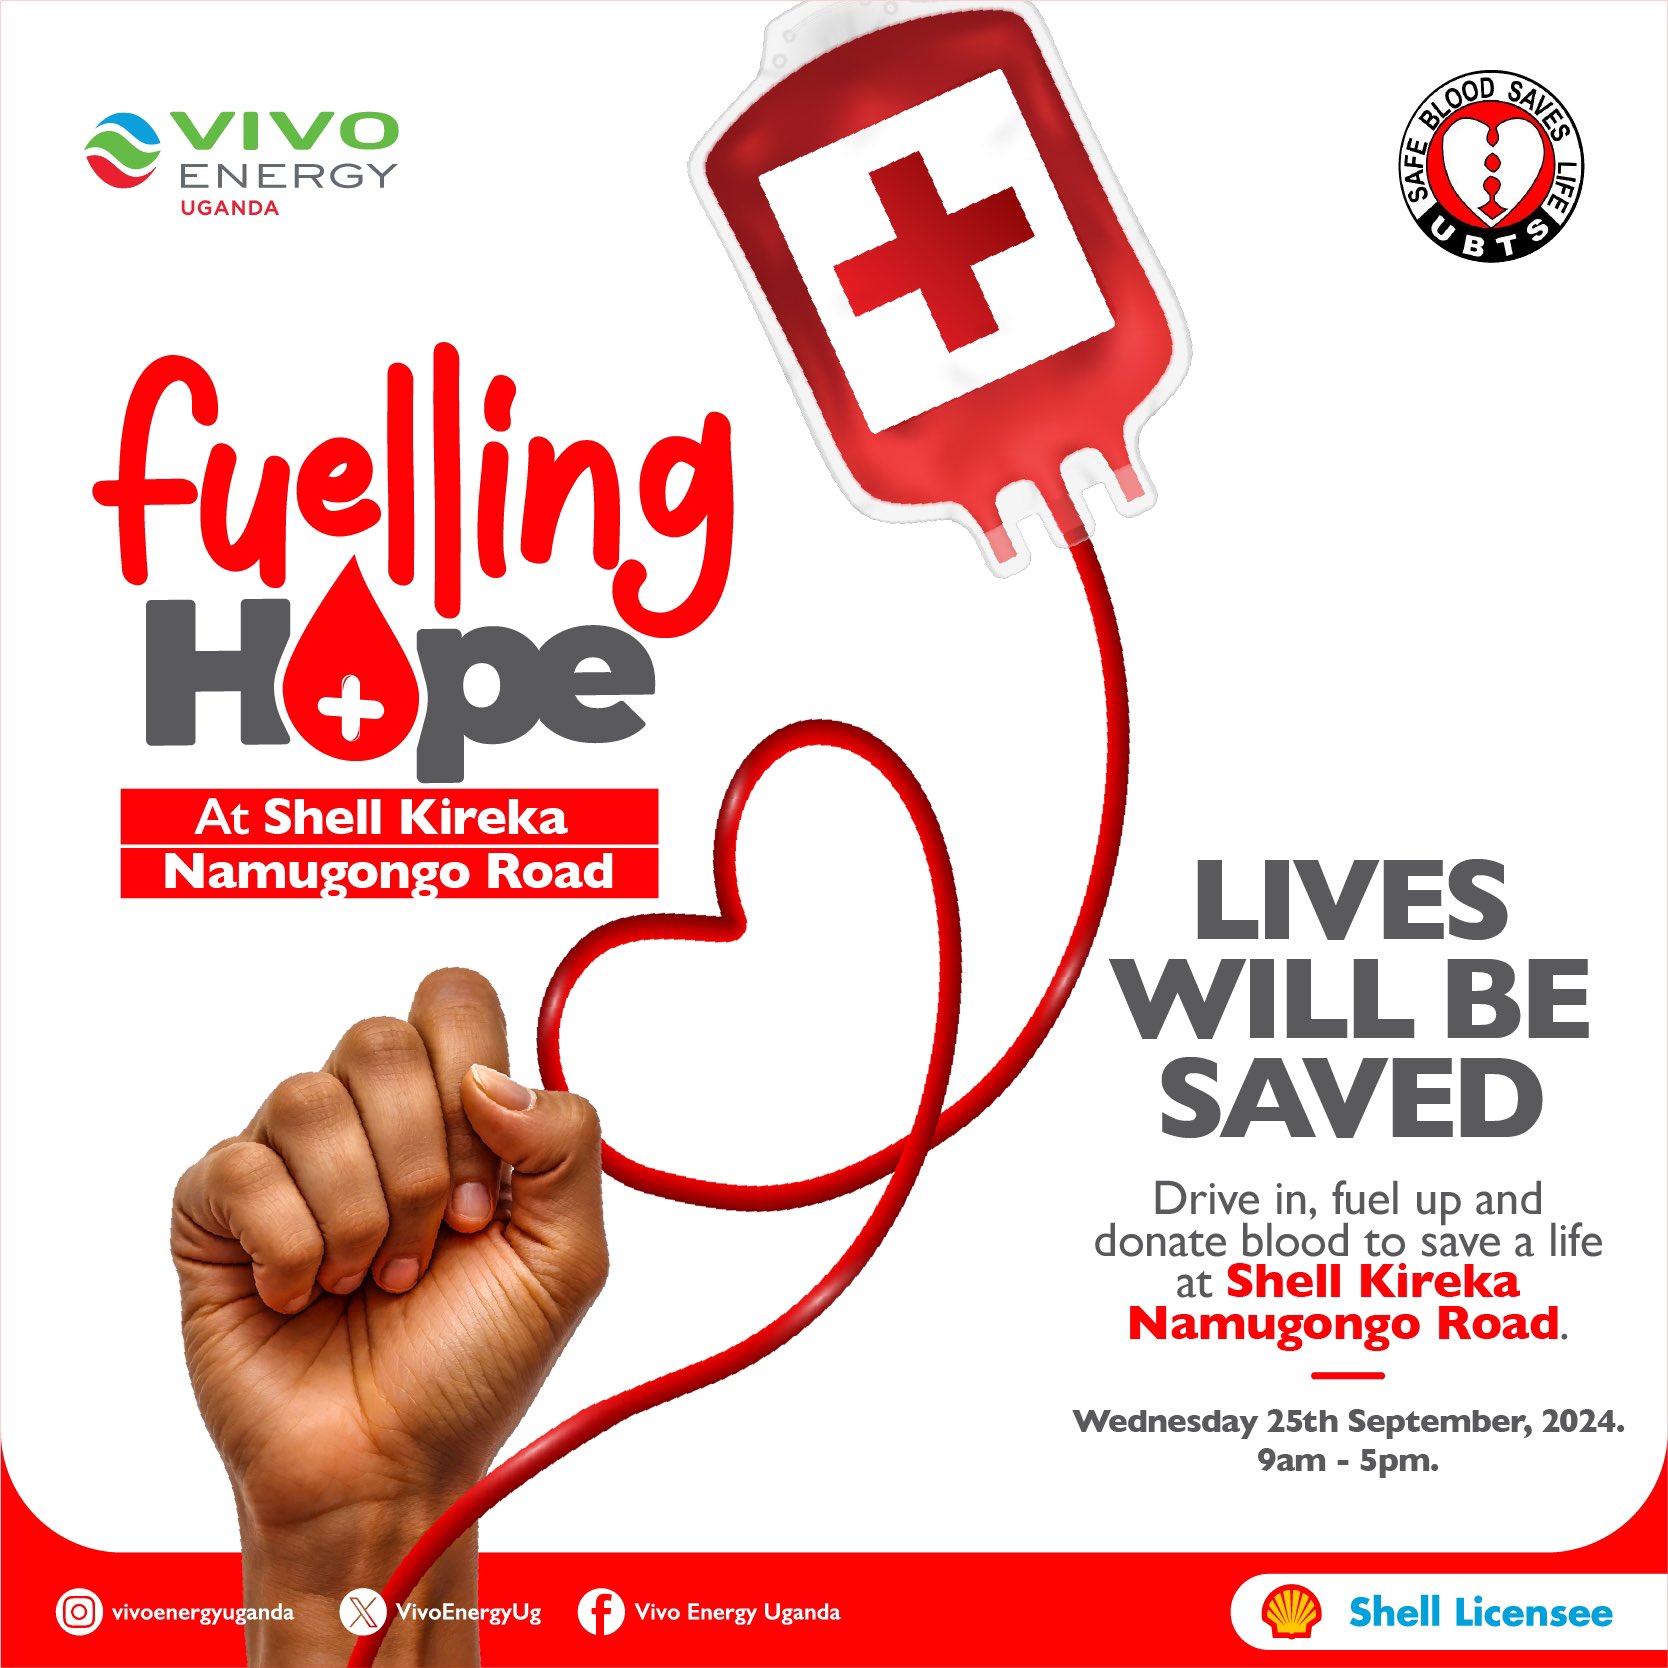 VIVO
ENERGY
UGANDA
SAFE BLOOD SAVES LIFE
UBTS
fuelling
Hope
At Shell Kireka
Namugongo Road
LIVES
WILL BE
SAVED
Drive in, fuel up and
donate blood to save a life
at Shell Kireka
Namugongo Road.
Wednesday 25th September, 2024.
9am - 5pm.
vivoenergyuganda
VivoEnergyUg
Vivo Energy Uganda
Shell Licensee